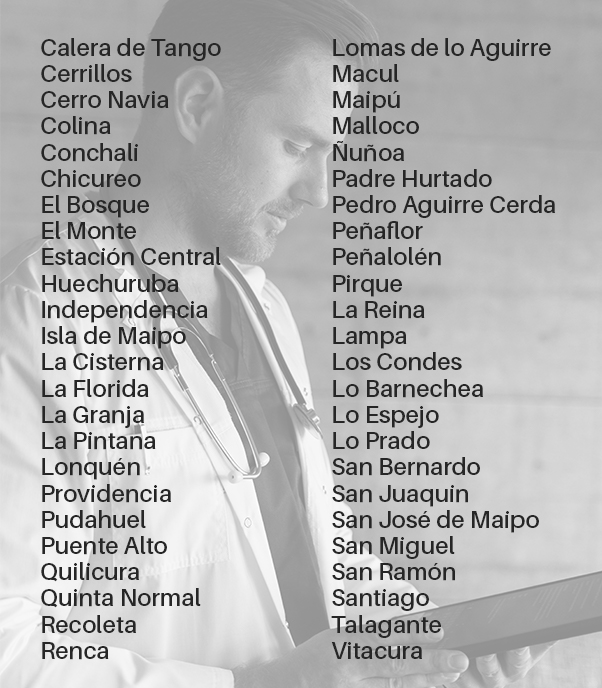 Calera de Tango
Cerrillos
Cerro Navia
Colina
Conchalí
Chicureo
El Bosque
El Monte
Estación Central
Huechuruba
Independencia
Isla de Maipo
La Cisterna
La Florida
La Granja
La Pintana
Lonquén
Providencia
Pudahuel
Puente Alto
Quilicura
Quinta Normal
Recoleta
Renca
Lomas de lo Aguirre
Macul
Maipú
Malloco
Ñuñoa
Padre Hurtado
Pedro Aguirre Cerda
Peñaflor
Peñalolén
Pirque
La Reina
Lampa
Los Condes
Lo Barnechea
Lo Espejo
Lo Prado
San Bernardo
San Juaquin
San José de Maipo
San Miguel
San Ramón
Santiago
Talagante
Vitacura